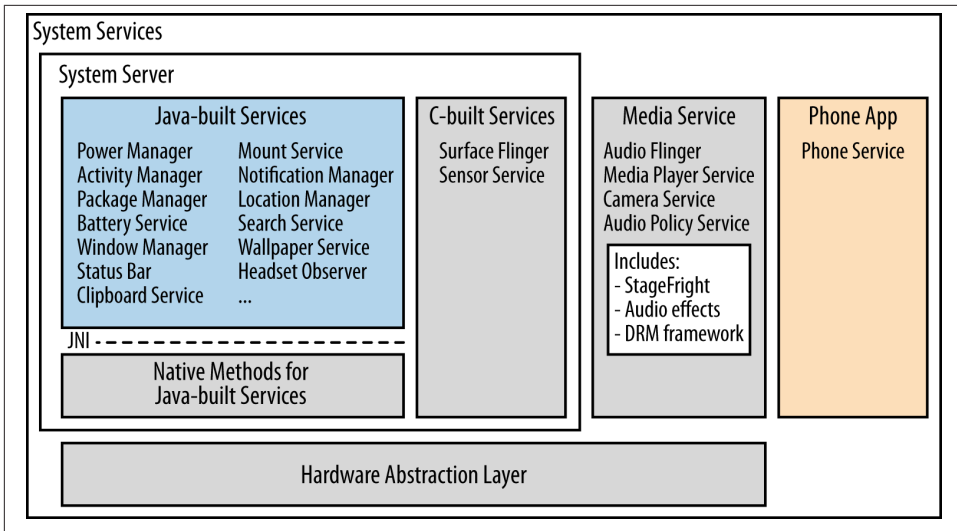 System Services
System Server
Java-built Services
Power Manager
Activity Manager
Package Manager
Battery Service
Window Manager
Status Bar
Clipboard Service
Mount Service
Notification Manager
Location Manager
Search Service
Wallpaper Service
Headset Observer
...
JNI
Native Methods for
Java-built Services
C-built Services
Surface Flinger
Sensor Service
Media Service
Audio Flinger
Media Player Service
Camera Service
Audio Policy Service
Includes:
- StageFright
- Audio effects
- DRM framework
Phone App
Phone Service
Hardware Abstraction Layer